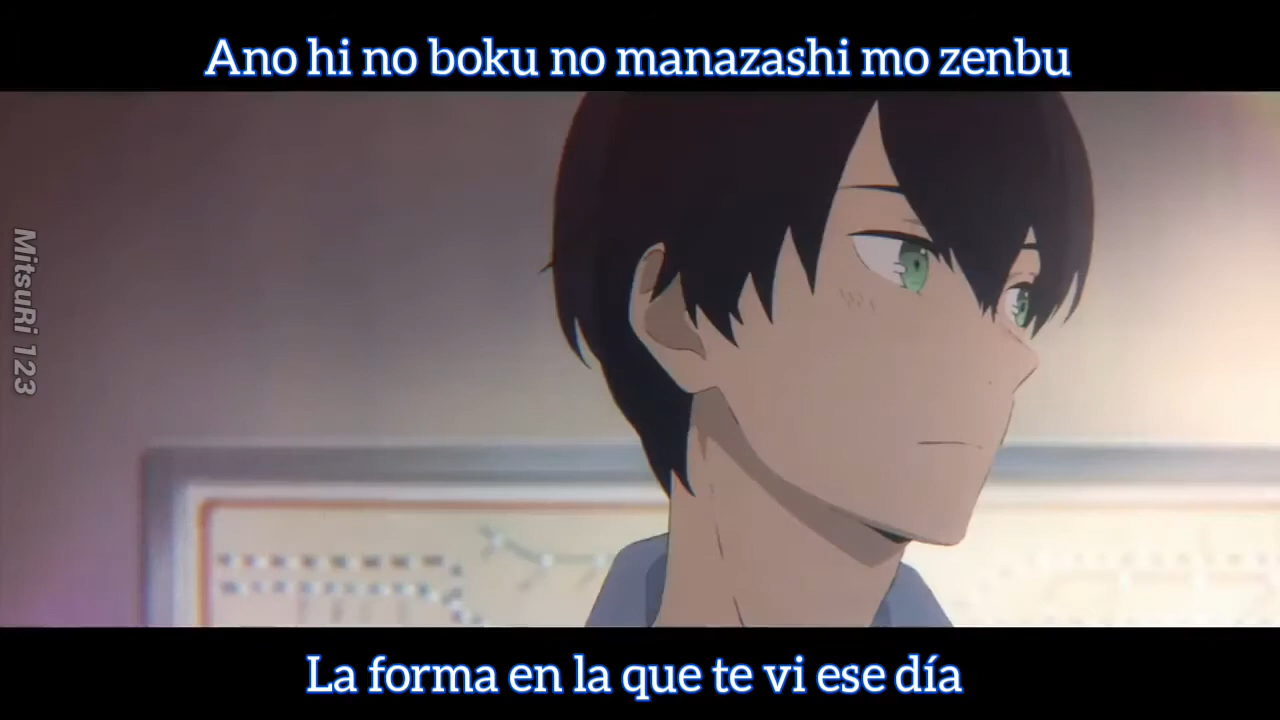 Ano hi no boku no manazashi mo zenbu
MitsuRi 123
La forma en la que te vi ese día